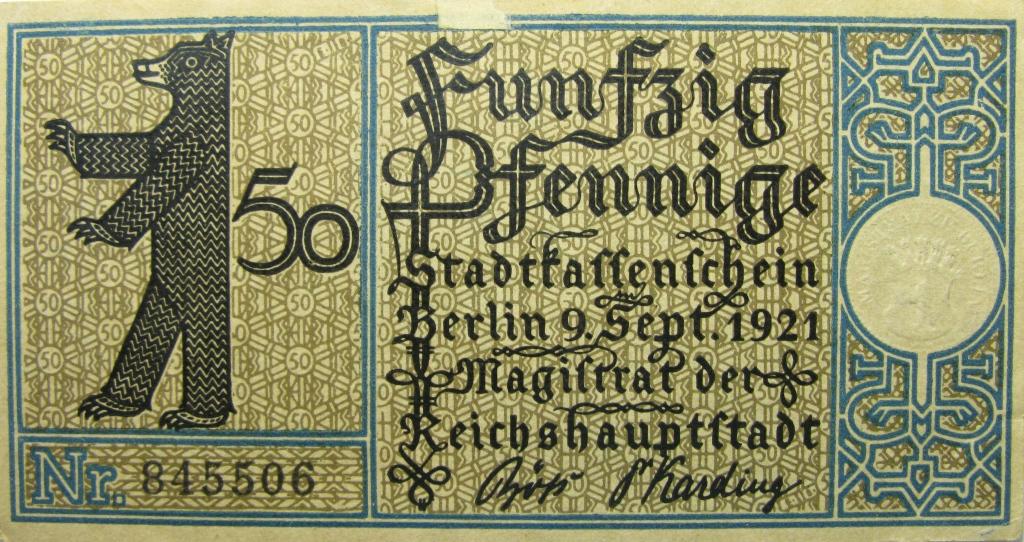 50
Funfzig
Pfennige
Stadtkassenschein
Berlin 9. Sept. 1921
Magistrat der
Reichshauptstadt
Nr. 845506